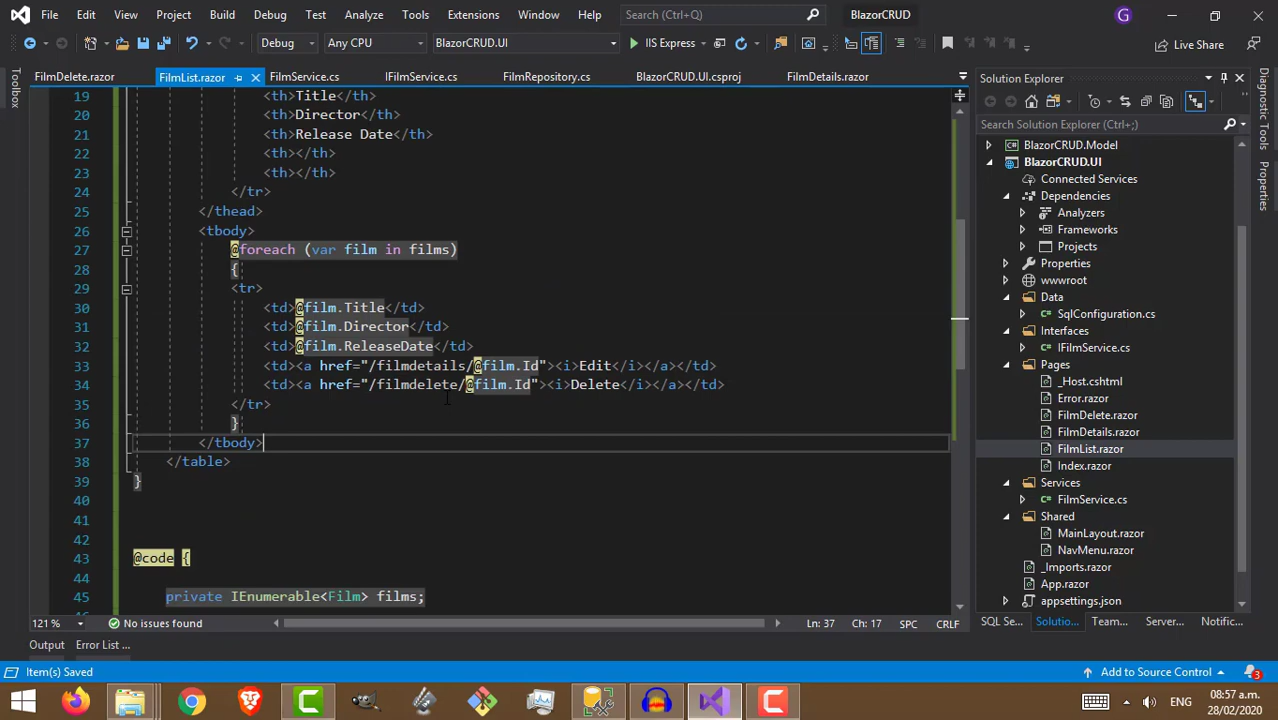 File Edit View Project Build Debug Test Analyze Tools Extensions Window Help Search (Ctrl+Q) BlazorCRUD G
Debug Any CPU BlazorCRUD.UI IIS Express Live Share
Toolbox
FilmDelete.razor FilmList.razor FilmService.cs IFilmService.cs FilmRepository.cs BlazorCRUD.UI.csproj FilmDetails.razor
19 <th>Title</th>
20 <th>Director</th>
21 <th>Release Date</th>
22 <th></th>
23 <th></th>
24 </tr>
25 </thead>
26 <tbody>
27 @foreach (var film in films)
28 {
29 <tr>
30 <td>@film.Title</td>
31 <td>@film.Director</td>
32 <td>@film.ReleaseDate</td>
33 <td><a href="/filmdetails/@film.Id"><i>Edit</i></a></td>
34 <td><a href="/filmdelete/@film.Id"><i>Delete</i></a></td>
35 </tr>
36 }
37 </tbody>
38 </table>
39 }
40
41
42
43 @code {
44
45 private IEnumerable<Film> films;
121 % No issues found Ln: 37 Ch: 17 SPC CRLF
Output Error List ...
Solution Explorer
Search Solution Explorer (Ctrl+;)
BlazorCRUD.Model
BlazorCRUD.UI
Connected Services
Dependencies
Analyzers
Frameworks
Projects
Properties
wwwroot
Data
SqlConfiguration.cs
Interfaces
IFilmService.cs
Pages
_Host.cshtml
Error.razor
FilmDelete.razor
FilmDetails.razor
FilmList.razor
Index.razor
Services
FilmService.cs
Shared
MainLayout.razor
NavMenu.razor
_Imports.razor
App.razor
appsettings.json
SQL Se... Solutio... Team... Server... Notific...
Diagnostic Tools
Properties
Item(s) Saved Add to Source Control 3
ENG 08:57 a.m.
28/02/2020